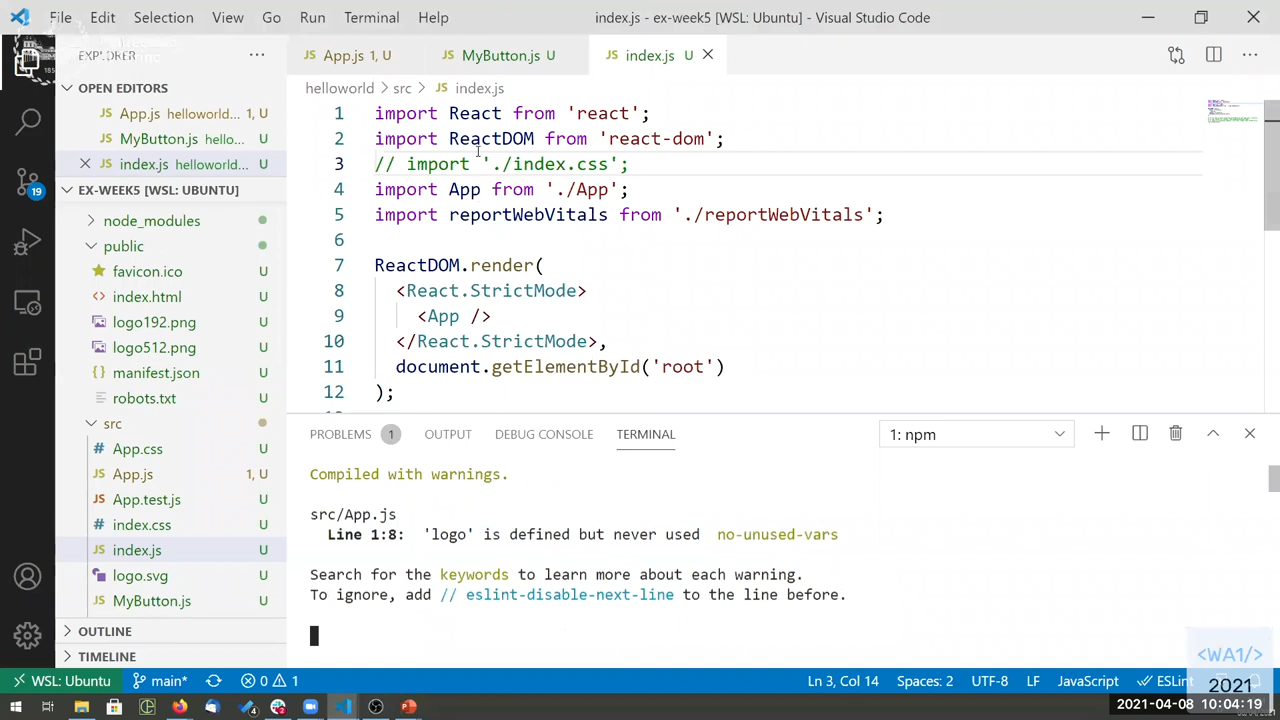 File Edit Selection View Go Run Terminal Help index.js - ex-week5 [WSL: Ubuntu] - Visual Studio Code
EXPLORER
App.js 1, U MyButton.js U index.js U
OPEN EDITORS
helloworld > src > index.js
App.js helloworld... 1, U
MyButton.js hello... U
index.js helloworld... U
EX-WEEK5 [WSL: UBUNTU]
node_modules
public
favicon.ico U
index.html U
logo192.png U
logo512.png U
manifest.json U
robots.txt U
src
App.css U
App.js 1, U
App.test.js U
index.css U
index.js U
logo.svg U
MyButton.js U
OUTLINE
TIMELINE
19
1 import React from 'react';
2 import ReactDOM from 'react-dom';
3 // import './index.css';
4 import App from './App';
5 import reportWebVitals from './reportWebVitals';
6
7 ReactDOM.render(
8 <React.StrictMode>
9 <App />
10 </React.StrictMode>,
11 document.getElementById('root')
12 );
PROBLEMS 1 OUTPUT DEBUG CONSOLE TERMINAL 1: npm
Compiled with warnings.
src/App.js
Line 1:8: 'logo' is defined but never used no-unused-vars
Search for the keywords to learn more about each warning.
To ignore, add // eslint-disable-next-line to the line before.
WSL: Ubuntu main* 0 1 Ln 3, Col 14 Spaces: 2 UTF-8 LF JavaScript ESLint
<WA1/>
2021
2021-04-08 10:04:19